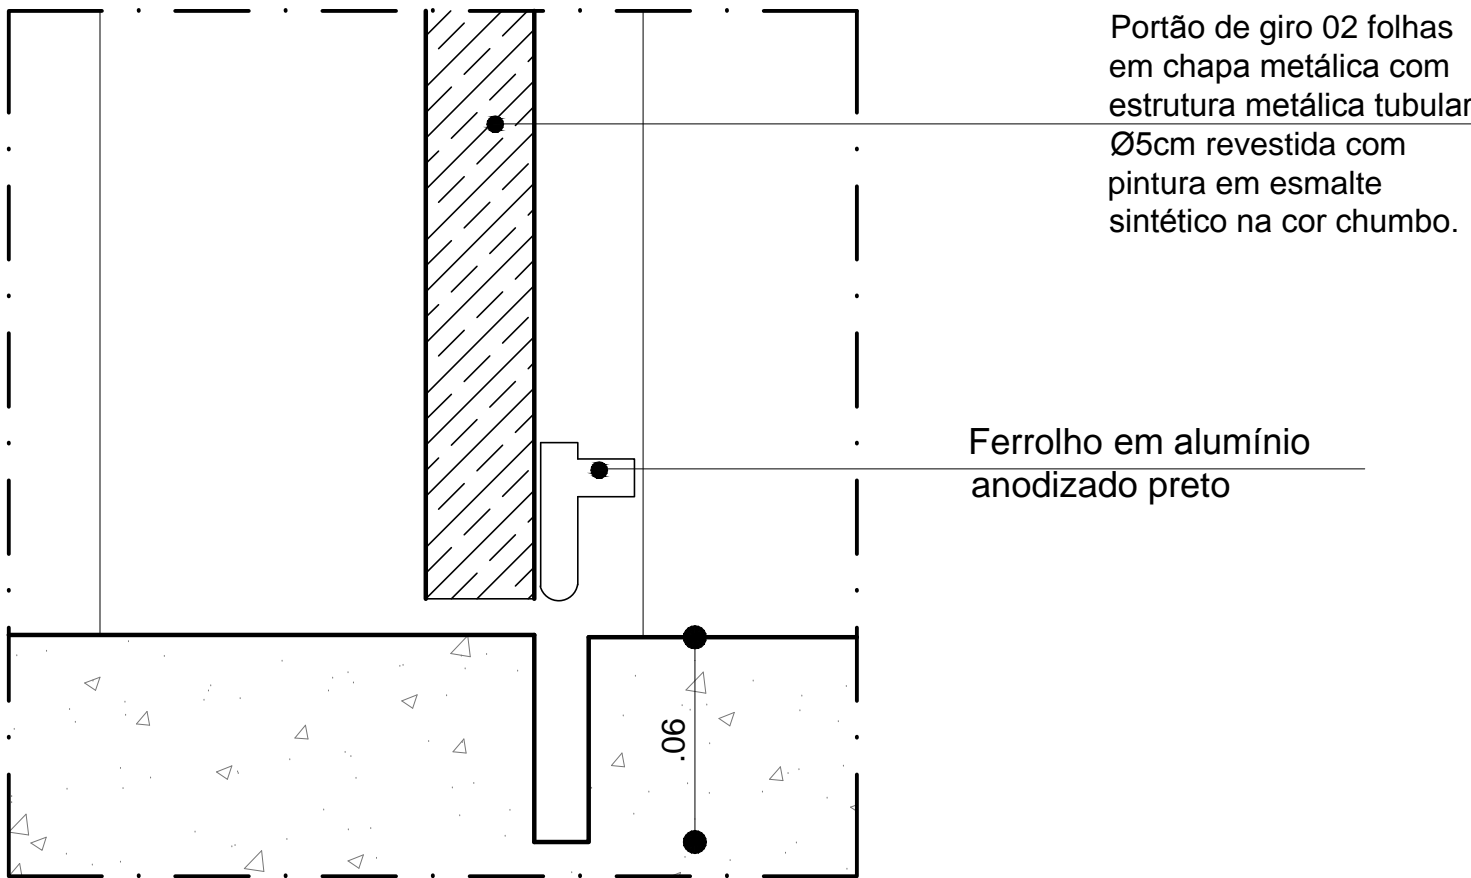 Portão de giro 02 folhas
em chapa metálica com
estrutura metálica tubular
Ø5cm revestida com
pintura em esmalte
sintético na cor chumbo.
Ferrolho em alumínio
anodizado preto
.06